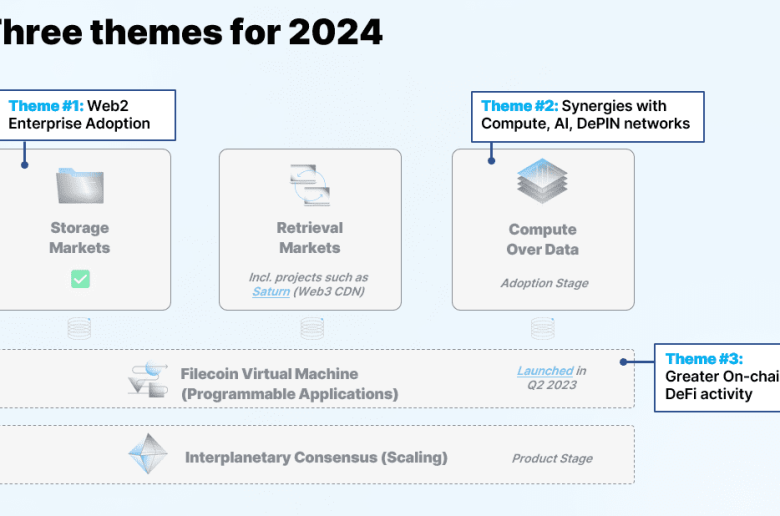 Three themes for 2024
Theme #1: Web2
Enterprise Adoption
Theme #2: Synergies with
Compute, AI, DePIN networks
Storage
Markets
Retrieval
Markets
Incl. projects such as
Saturn (Web3 CDN)
Compute
Over Data
Adoption Stage
Filecoin Virtual Machine
(Programmable Applications)
Launched in
Q2 2023
Theme #3:
Greater On-chai
DeFi activity
Interplanetary Consensus (Scaling)
Product Stage